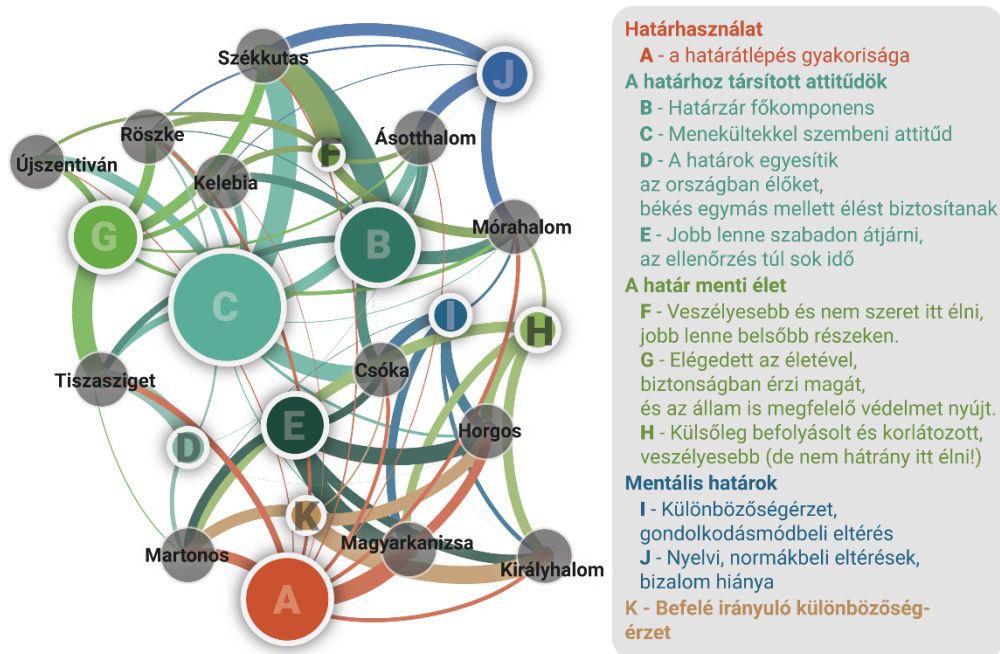 Székkutas
J
Röszke
Ásotthalom
F
Újszentiván
Kelebia
G
B
Mórahalom
C
I
H
Csóka
Tiszasziget
E
Horgos
D
K
Martonos
Magyarkanizsa
Királyhalom
A
Határhasználat
A - a határátlépés gyakorisága
A határhoz társított attitűdök
B - Határzár főkomponens
C - Menekültekkel szembeni attitűd
D - A határok egyesítik
az országban élőket,
békés egymás mellett élést biztosítanak
E - Jobb lenne szabadon átjárni,
az ellenőrzés túl sok idő
A határ menti élet
F - Veszélyesebb és nem szeret itt élni,
jobb lenne belsőbb részeken.
G - Elégedett az életével,
biztonságban érzi magát,
és az állam is megfelelő védelmet nyújt.
H - Külsőleg befolyásolt és korlátozott,
veszélyesebb (de nem hátrány itt élni!)
Mentális határok
I - Különbözőségérzet,
gondolkodásmódbeli eltérés
J - Nyelvi, normákbeli eltérések,
bizalom hiánya
K - Befelé irányuló különbözőség-
érzet